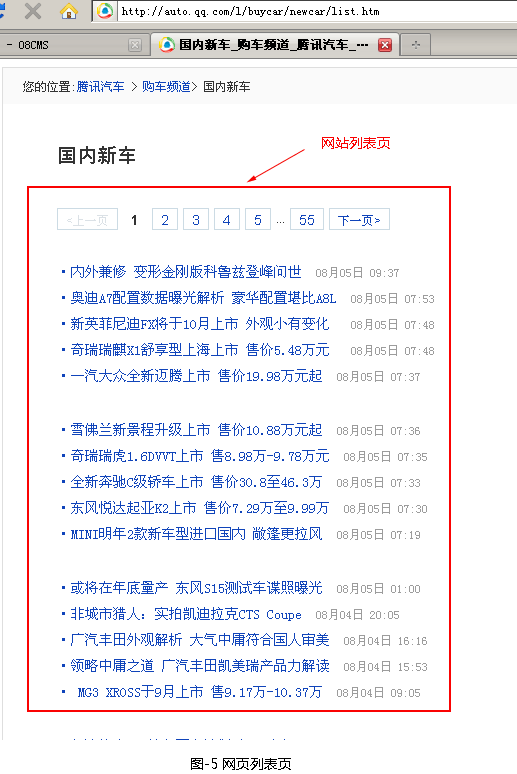 http://auto.qq.com/l/buycar/newcar/list.htm
- 08CMS
国内新车_购车频道_腾讯汽车_...
您的位置:腾讯汽车 > 购车频道> 国内新车
网站列表页
国内新车
<上一页 1 2 3 4 5 ... 55 下一页>
·内外兼修 变形金刚版科鲁兹登峰问世 08月05日 09:37
·奥迪A7配置数据曝光解析 豪华配置堪比A8L 08月05日 07:53
·新英菲尼迪FX将于10月上市 外观小有变化 08月05日 07:48
·奇瑞瑞麒X1舒享型上海上市 售价5.48万元 08月05日 07:48
·一汽大众全新迈腾上市 售价19.98万元起 08月05日 07:37
·雪佛兰新景程升级上市 售价10.88万元起 08月05日 07:36
·奇瑞瑞虎1.6DVVT上市 售8.98万-9.78万元 08月05日 07:35
·全新奔驰C级轿车上市 售价30.8至46.3万 08月05日 07:33
·东风悦达起亚K2上市 售价7.29万至9.99万 08月05日 07:30
·MINI明年2款新车型进口国内 敞篷更拉风 08月05日 07:19
·或将在年底量产 东风S15测试车谍照曝光 08月05日 01:00
·非城市猎人：实拍凯迪拉克CTS Coupe 08月04日 20:05
·广汽丰田外观解析 大气中庸符合国人审美 08月04日 16:16
·领略中庸之道 广汽丰田凯美瑞产品力解读 08月04日 15:53
· MG3 XROSS于9月上市 售9.17万-10.37万 08月04日 09:05
图-5 网页列表页